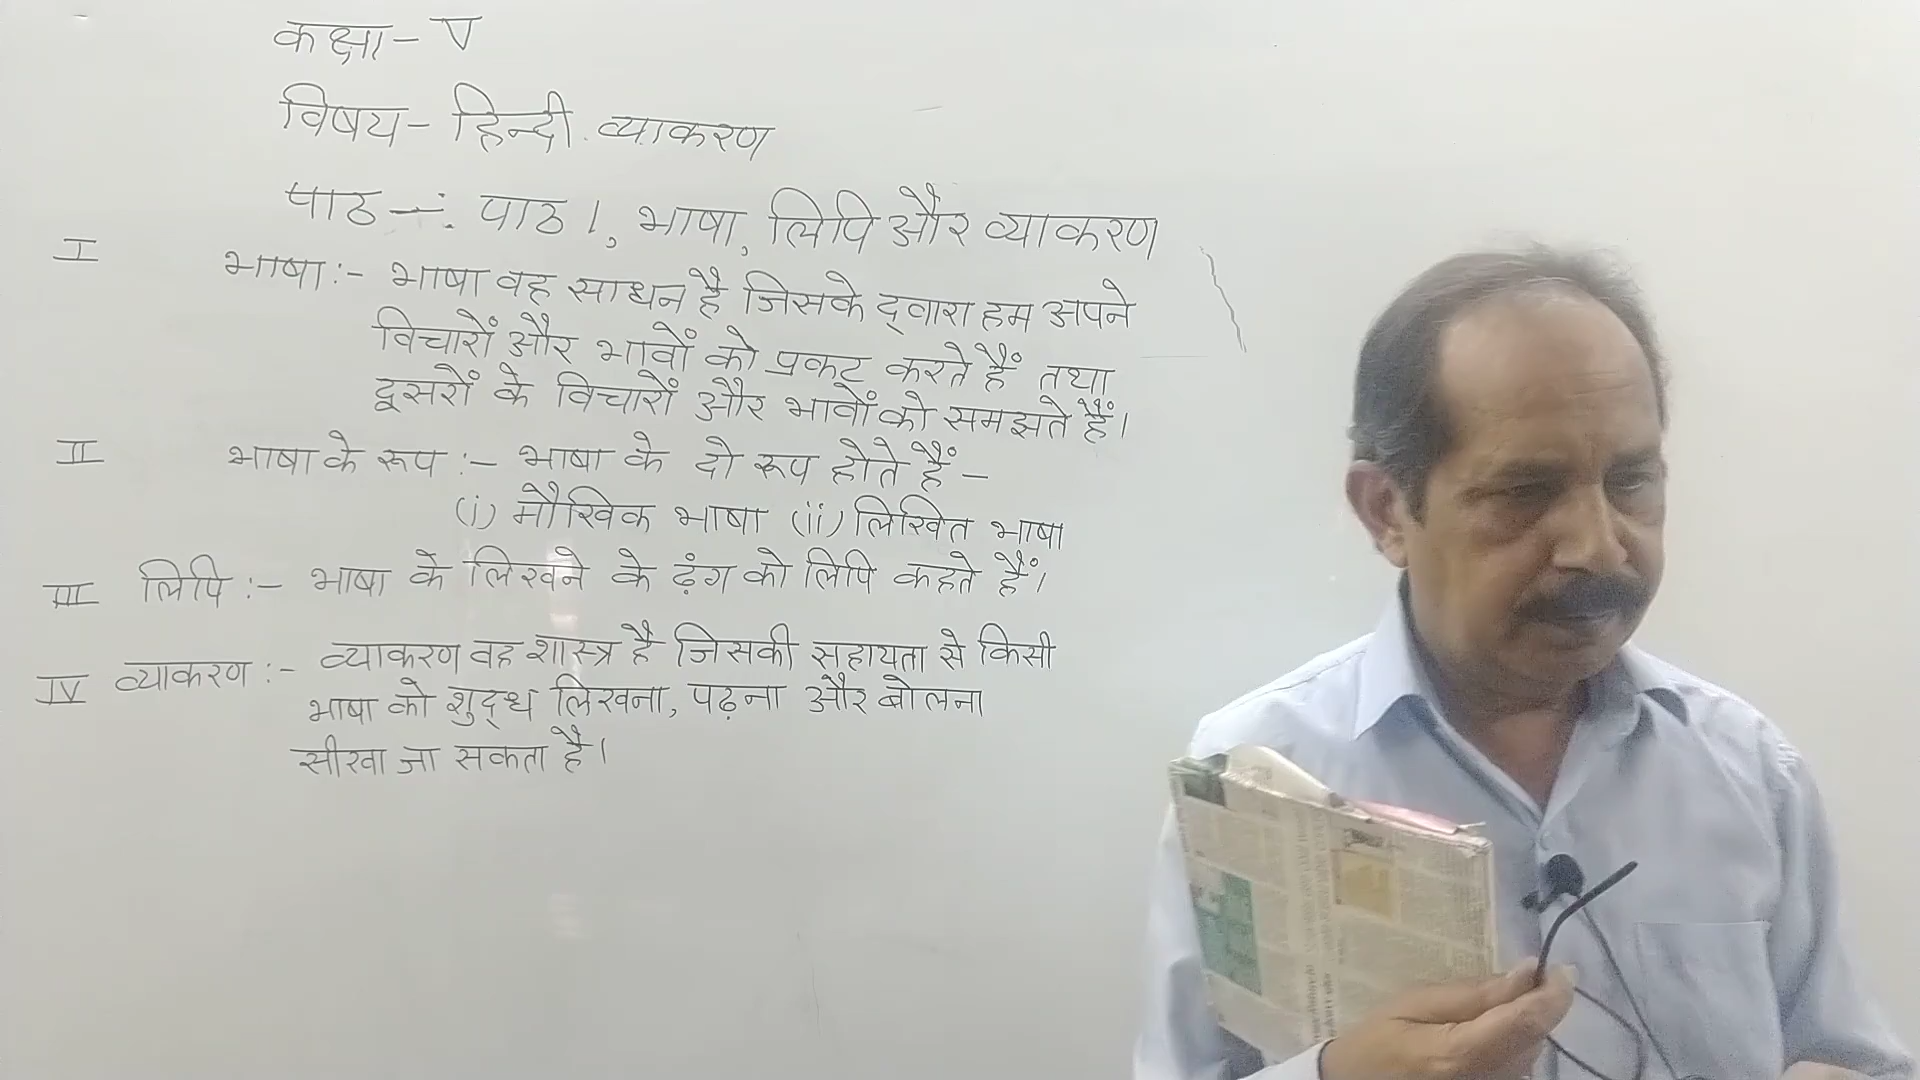 कक्षा - V
विषय - हिन्दी व्याकरण
पाठ -: पाठ 1, भाषा, लिपि और व्याकरण
I भाषा :- भाषा वह साधन है जिसके द्वारा हम अपने
विचारों और भावों को प्रकट करते हैं तथा
दूसरों के विचारों और भावों को समझते हैं।
II भाषा के रूप :- भाषा के दो रूप होते हैं -
(i) मौखिक भाषा (ii) लिखित भाषा
III लिपि :- भाषा के लिखने के ढ़ंग को लिपि कहते हैं।
IV व्याकरण :- व्याकरण वह शास्त्र है जिसकी सहायता से किसी
भाषा को शुद्ध लिखना, पढ़ना और बोलना
सीखा जा सकता है।